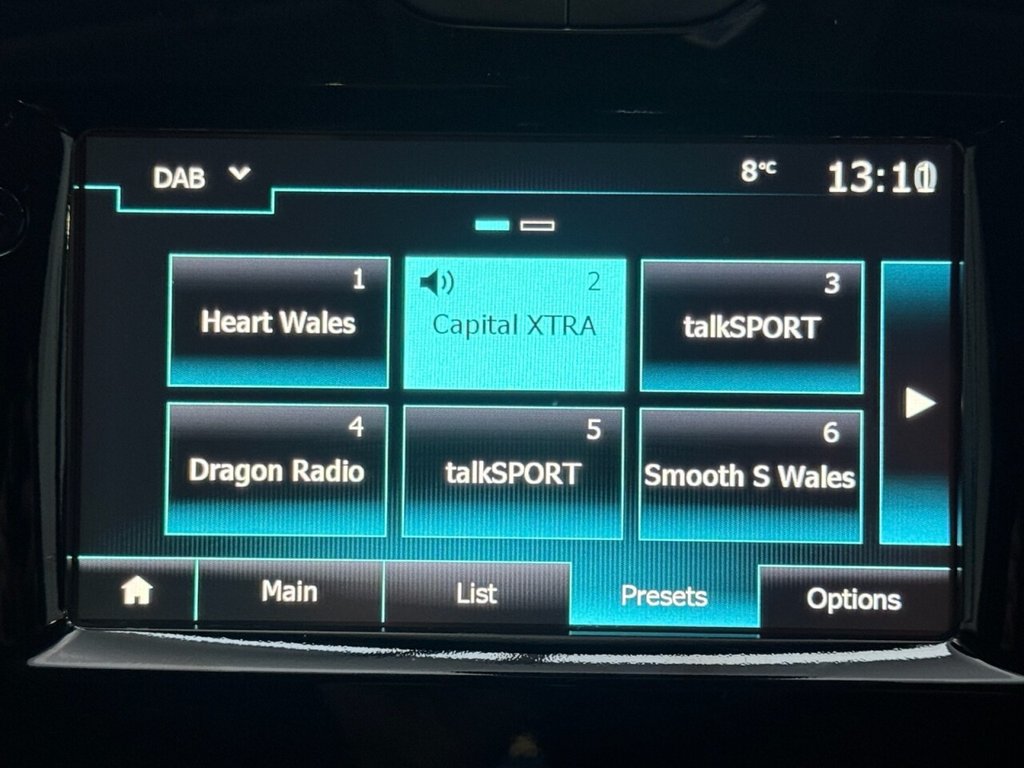 DAB
8°C
13:10
1
Heart Wales
2
Capital XTRA
3
talkSPORT
4
Dragon Radio
5
talkSPORT
6
Smooth S Wales
Main
List
Presets
Options